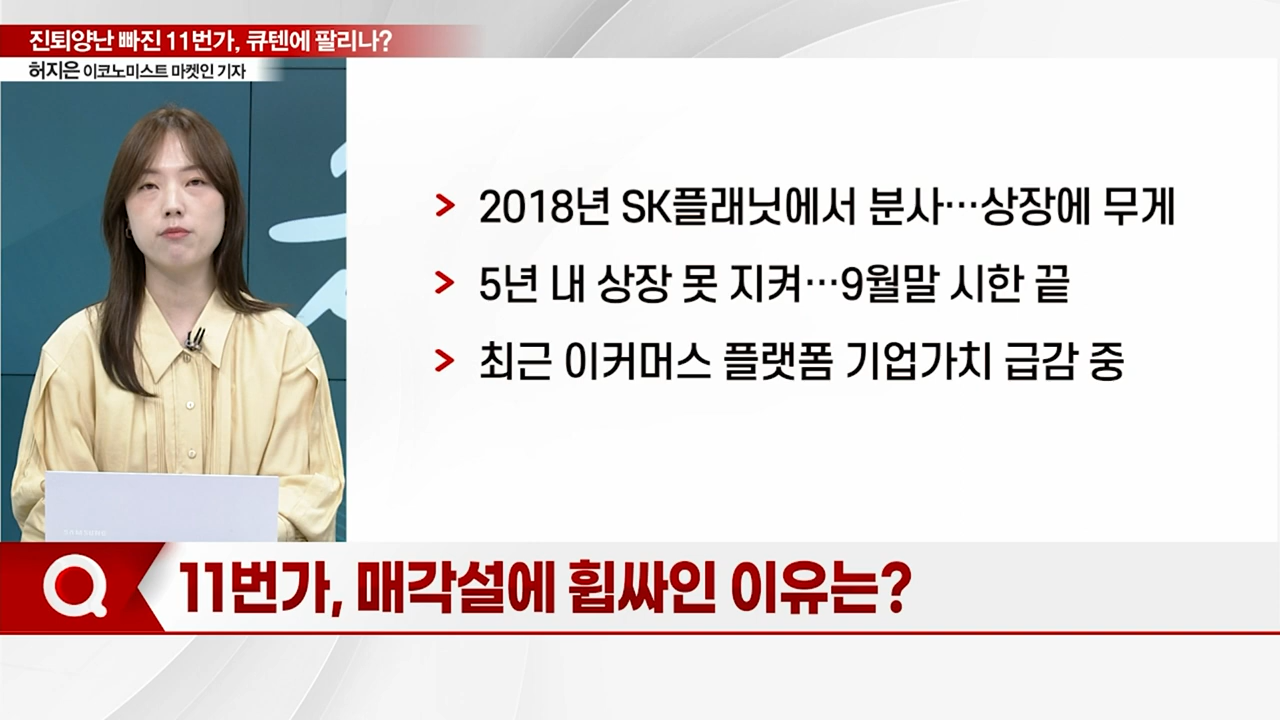 진퇴양난 빠진 11번가, 큐텐에 팔리나?
허지은 이코노미스트 마켓인 기자
> 2018년 SK플래닛에서 분사…상장에 무게
> 5년 내 상장 못 지켜…9월말 시한 끝
> 최근 이커머스 플랫폼 기업가치 급감 중
Q 11번가, 매각설에 휩싸인 이유는?